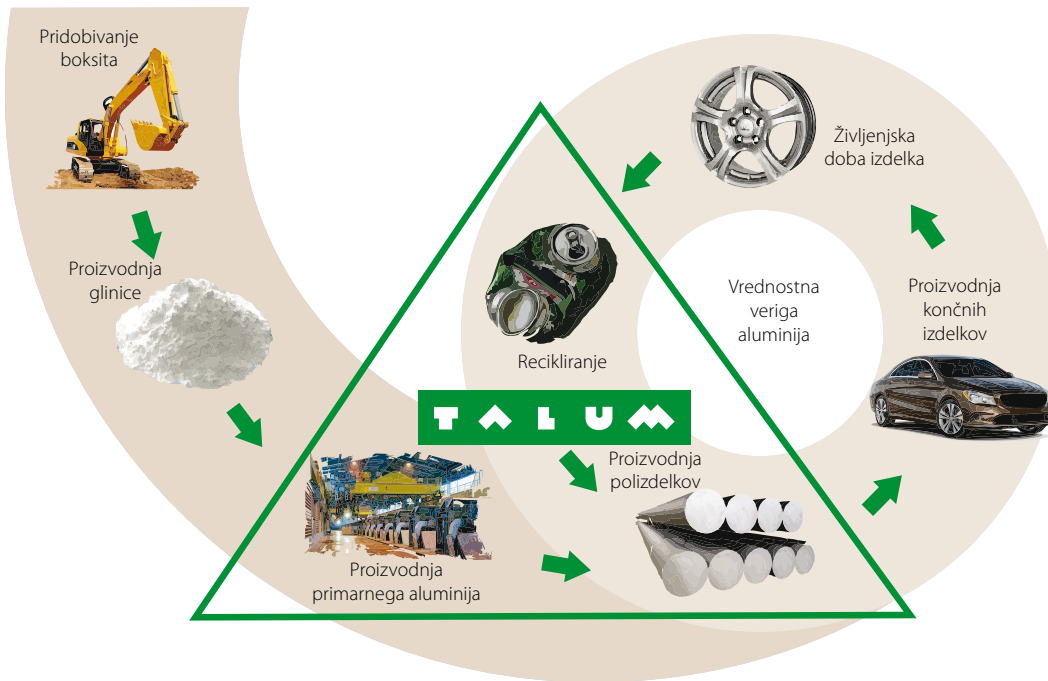 Pridobivanje
boksita
Proizvodnja
glinice
Proizvodnja
primarnega aluminija
TALUM
Recikliranje
Proizvodnja
polizdelkov
Vrednostna
veriga
aluminija
Proizvodnja
končnih
izdelkov
Življenjska
doba izdelka